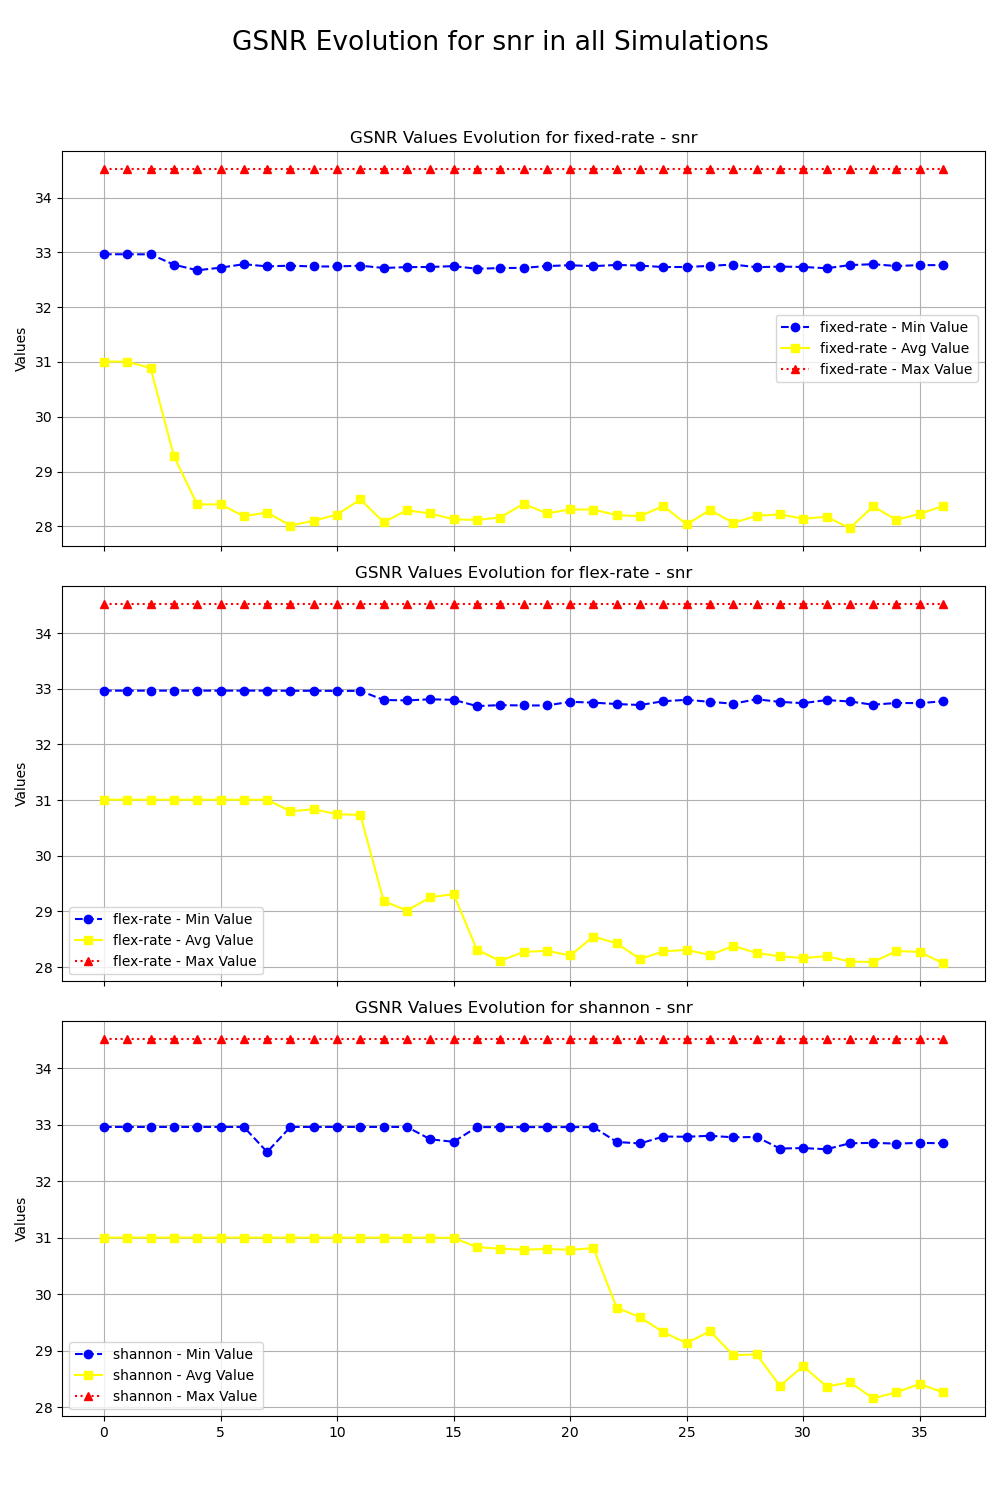 GSNR Evolution for snr in all Simulations
GSNR Values Evolution for fixed-rate - snr
34
33
32
31
30
29
28
Values
fixed-rate - Min Value
fixed-rate - Avg Value
fixed-rate - Max Value
GSNR Values Evolution for flex-rate - snr
34
33
32
31
30
29
28
Values
flex-rate - Min Value
flex-rate - Avg Value
flex-rate - Max Value
GSNR Values Evolution for shannon - snr
34
33
32
31
30
29
28
Values
shannon - Min Value
shannon - Avg Value
shannon - Max Value
0 5 10 15 20 25 30 35